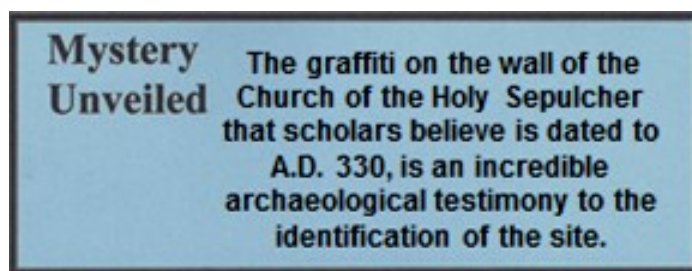 Mystery
Unveiled
The graffiti on the wall of the
Church of the Holy Sepulcher
that scholars believe is dated to
A.D. 330, is an incredible
archaeological testimony to the
identification of the site.